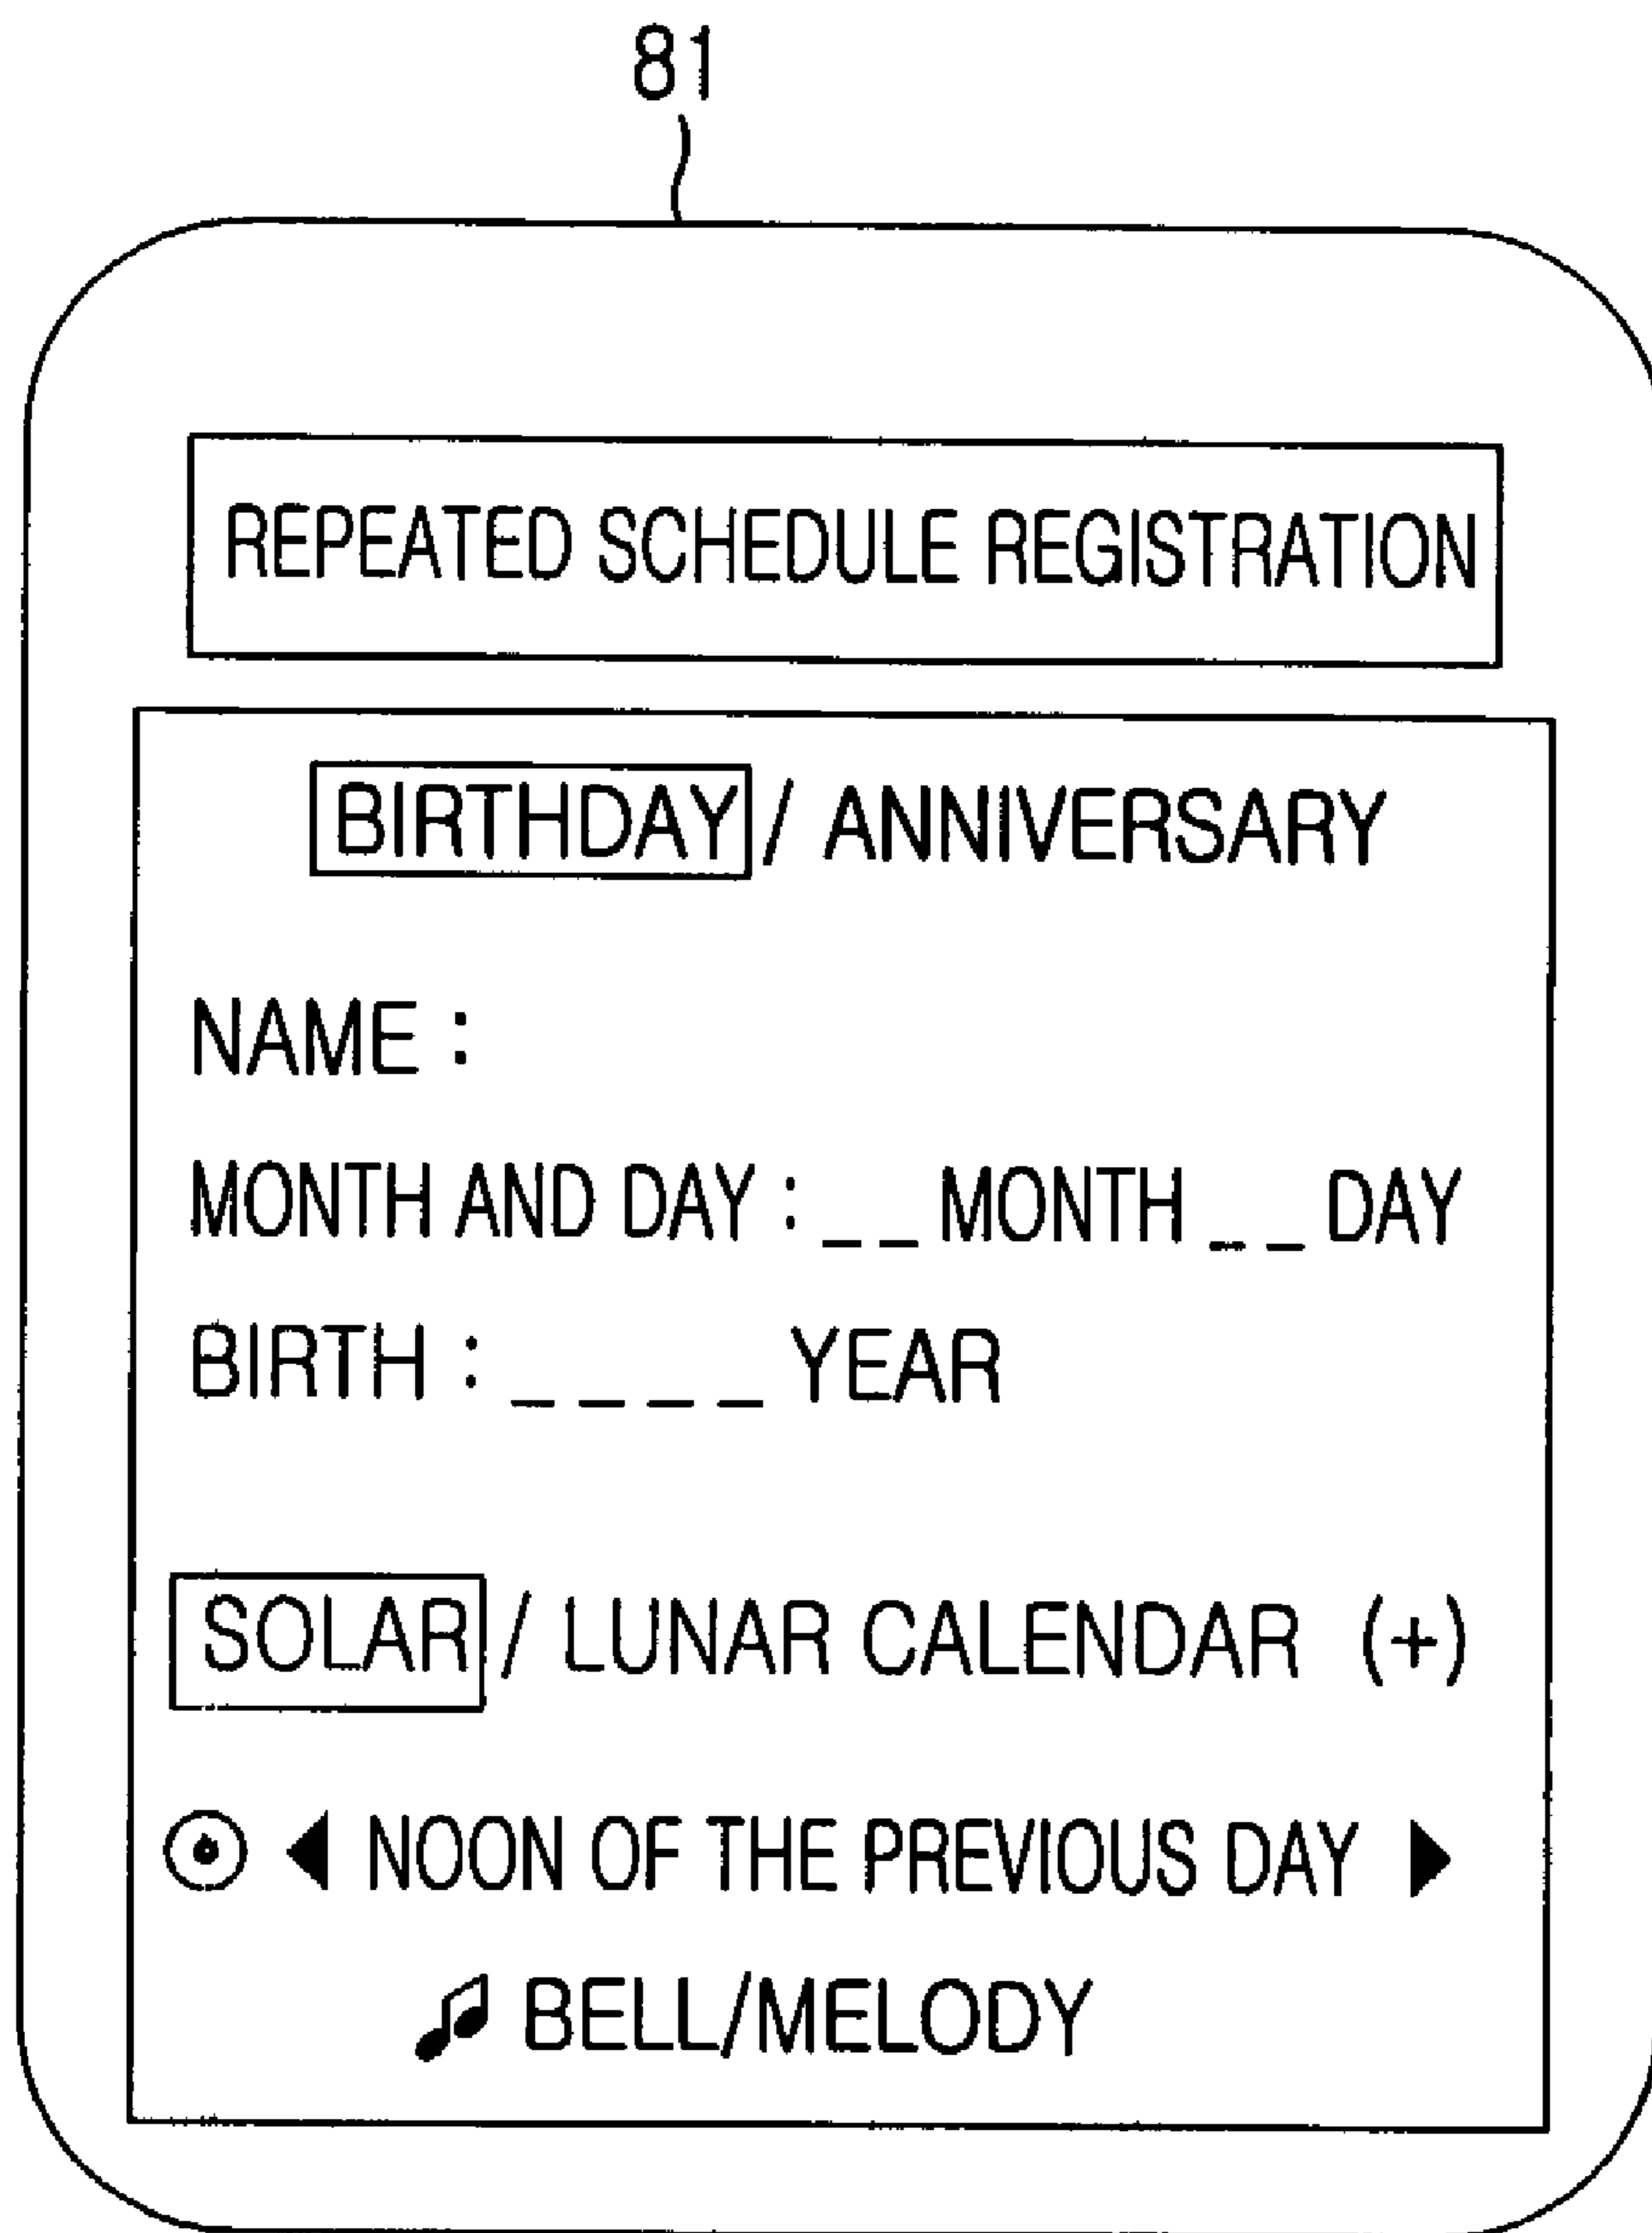 81
REPEATED SCHEDULE REGISTRATION
BIRTHDAY / ANNIVERSARY
NAME :
MONTH AND DAY : _ _ MONTH _ _ DAY
BIRTH : _ _ _ _ YEAR
SOLAR / LUNAR CALENDAR (+)
NOON OF THE PREVIOUS DAY
BELL/MELODY